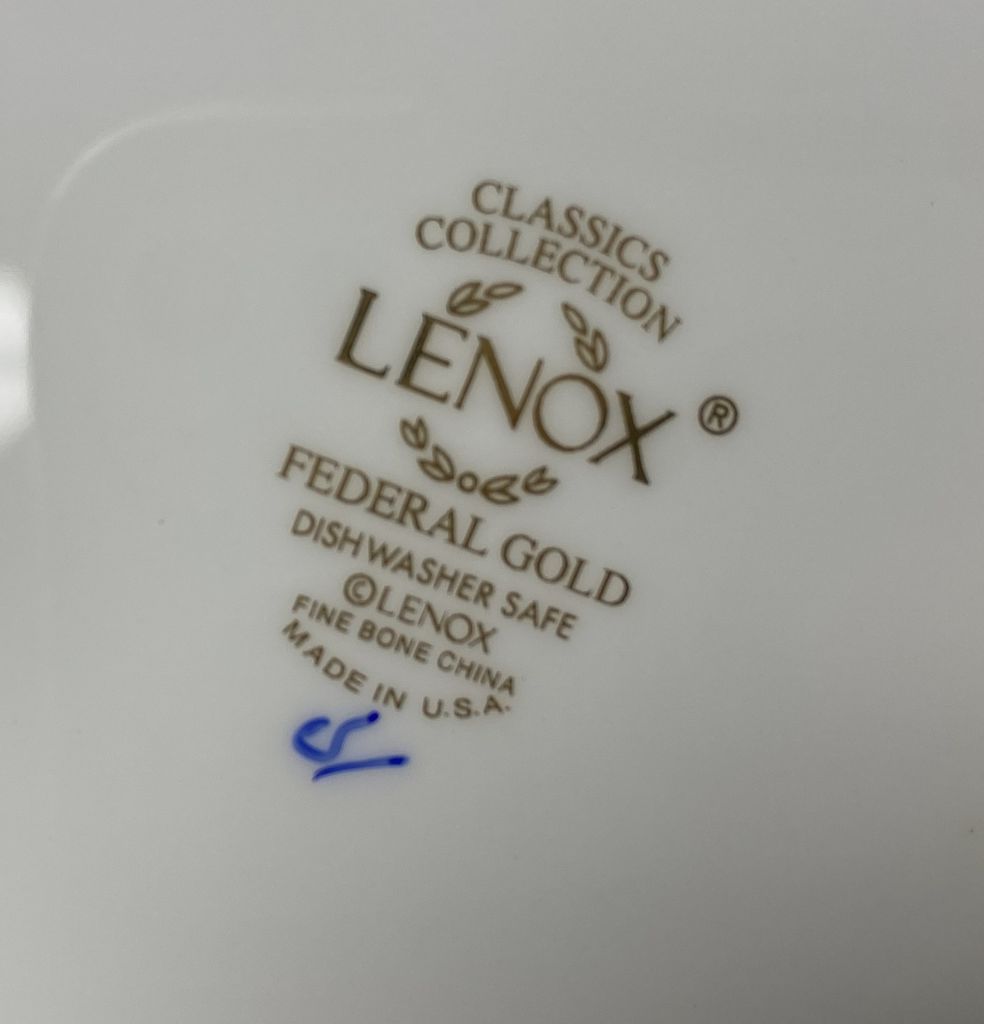 CLASSICS
COLLECTION
LENOX®
FEDERAL GOLD
DISHWASHER SAFE
©LENOX
FINE BONE CHINA
MADE IN U.S.A.